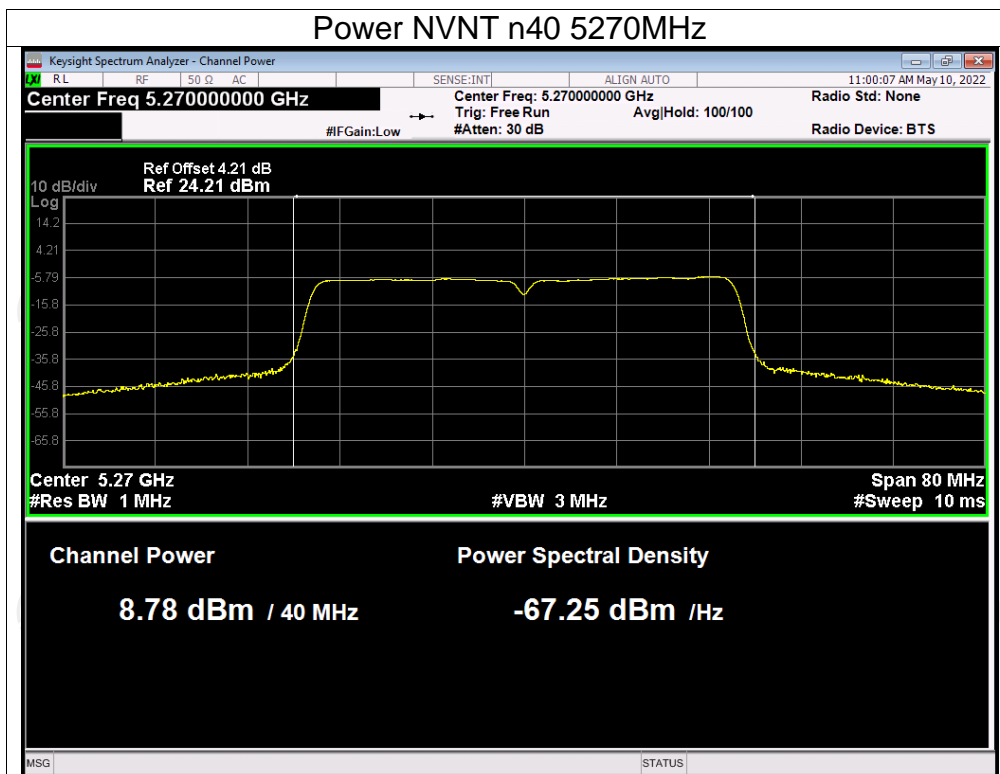 Power NVNT n40 5270MHz
Keysight Spectrum Analyzer - Channel Power
LXI RL RF 50 Ω AC SENSE:INT ALIGN AUTO 11:00:07 AM May 10, 2022
Center Freq 5.270000000 GHz Center Freq: 5.270000000 GHz Radio Std: None
Trig: Free Run Avg|Hold: 100/100
#IFGain:Low #Atten: 30 dB Radio Device: BTS
Ref Offset 4.21 dB
10 dB/div Ref 24.21 dBm
Log
14.2
4.21
-5.79
-15.8
-25.8
-35.8
-45.8
-55.8
-65.8
Center 5.27 GHz Span 80 MHz
#Res BW 1 MHz #VBW 3 MHz #Sweep 10 ms
Channel Power Power Spectral Density
8.78 dBm / 40 MHz -67.25 dBm /Hz
MSG STATUS